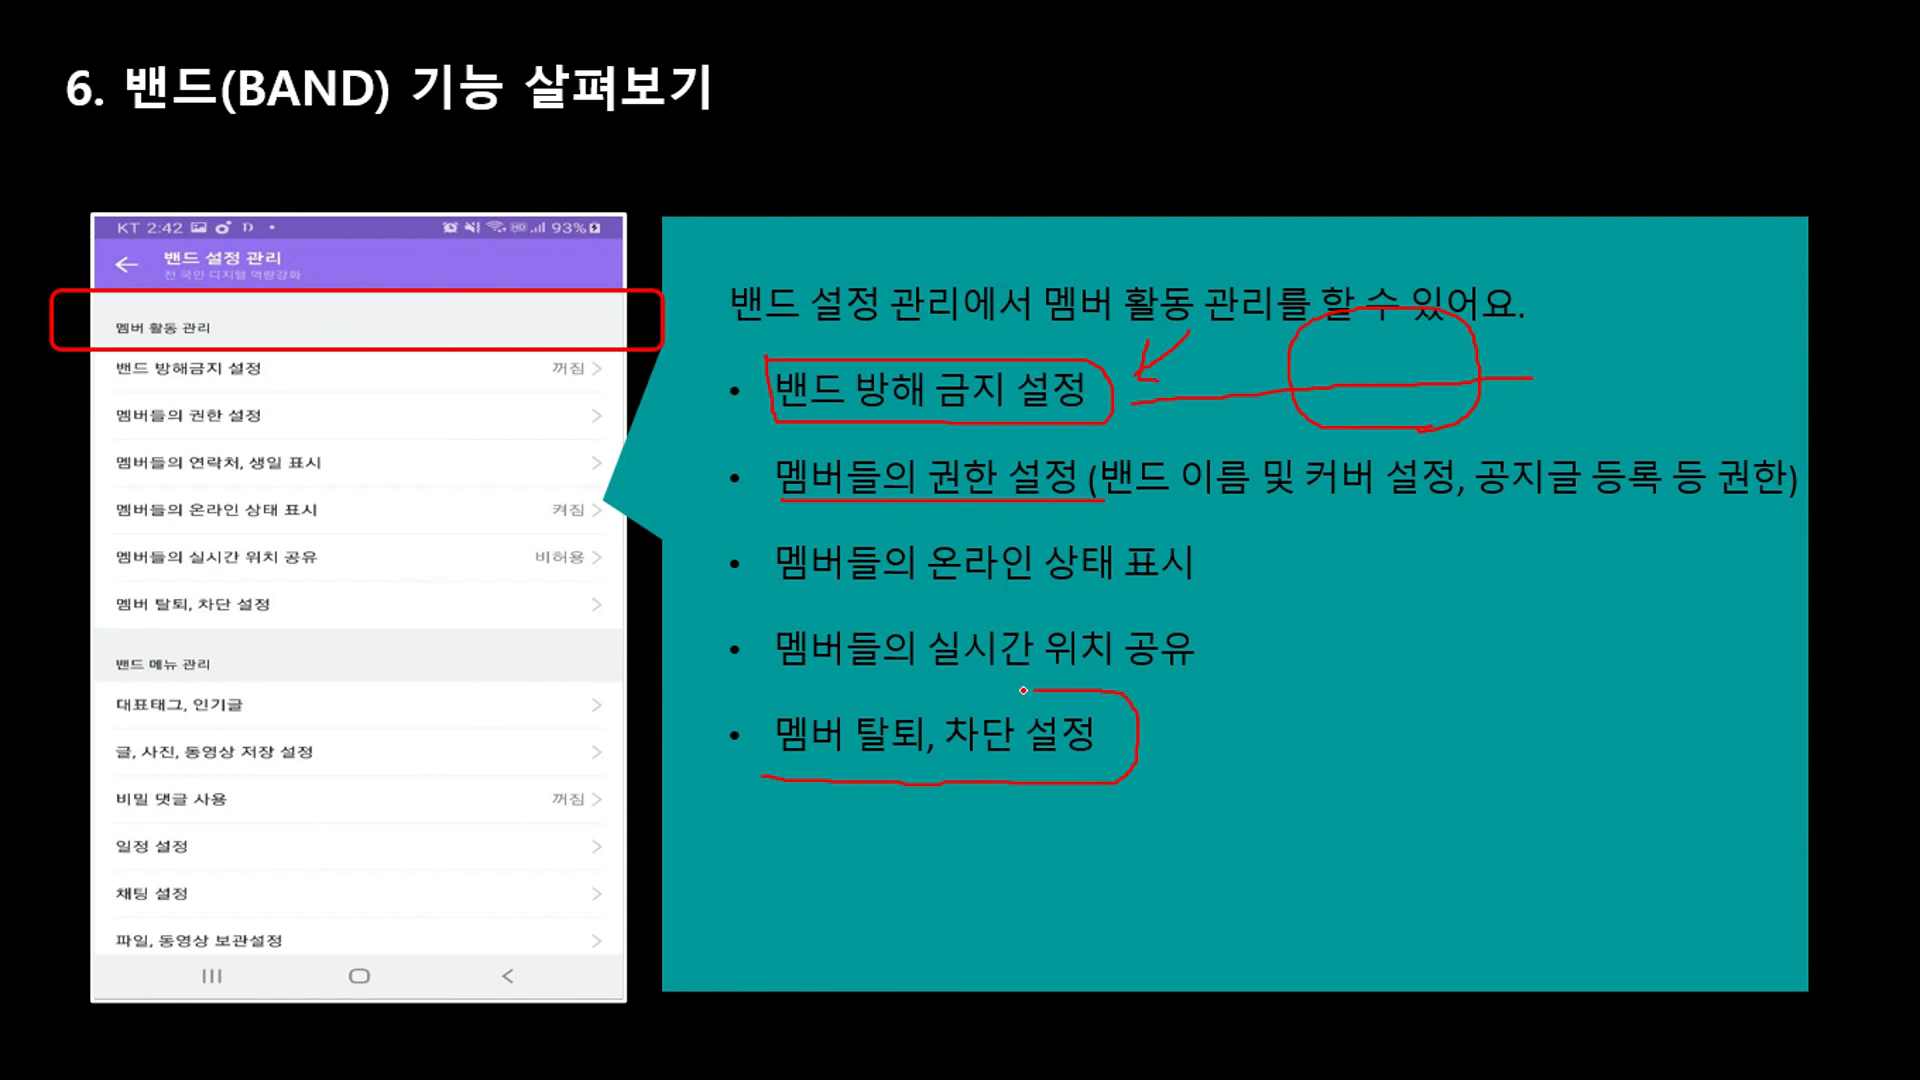 6. 밴드(BAND) 기능 살펴보기
KT 2:42
93%
밴드 설정 관리
전 국민 디지털 역량강화
멤버 활동 관리
밴드 방해금지 설정 꺼짐
멤버들의 권한 설정
멤버들의 연락처, 생일 표시
멤버들의 온라인 상태 표시 켜짐
멤버들의 실시간 위치 공유 비허용
멤버 탈퇴, 차단 설정
밴드 메뉴 관리
대표태그, 인기글
글, 사진, 동영상 저장 설정
비밀 댓글 사용 꺼짐
일정 설정
채팅 설정
파일, 동영상 보관설정
밴드 설정 관리에서 멤버 활동 관리를 할 수 있어요.
• 밴드 방해 금지 설정
• 멤버들의 권한 설정 (밴드 이름 및 커버 설정, 공지글 등록 등 권한)
• 멤버들의 온라인 상태 표시
• 멤버들의 실시간 위치 공유
• 멤버 탈퇴, 차단 설정